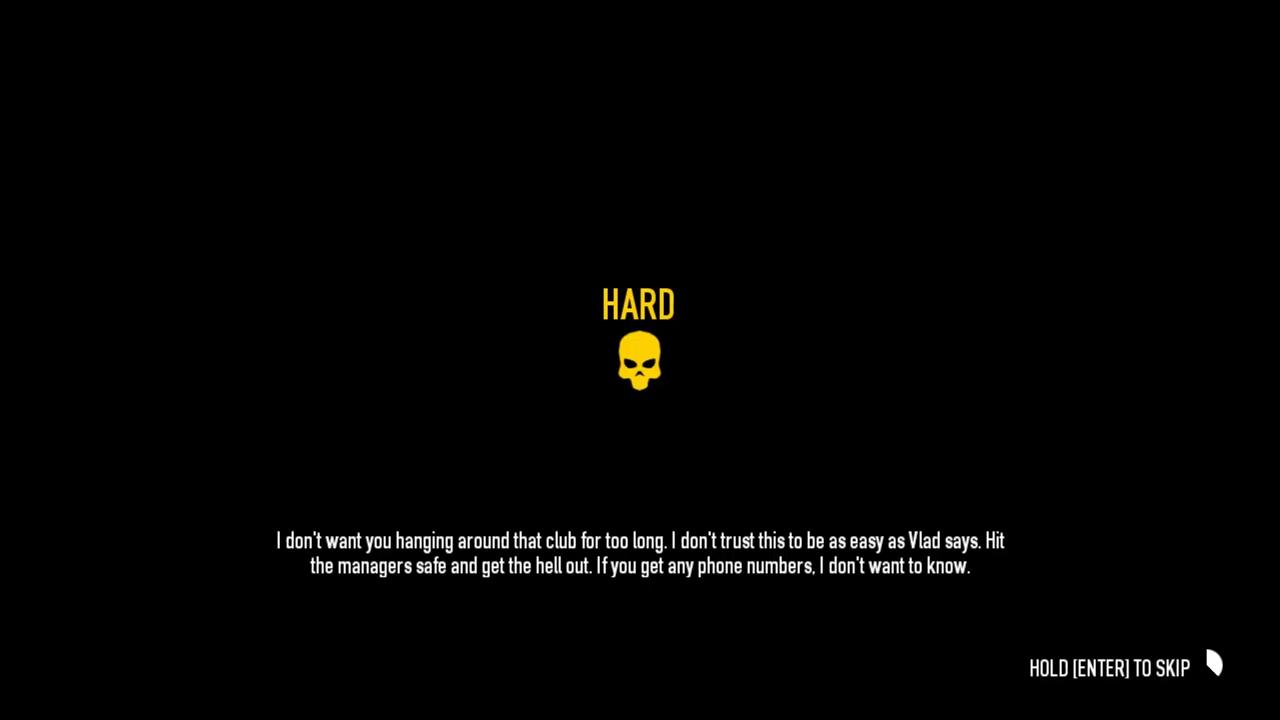 HARD
I don't want you hanging around that club for too long. I don't trust this to be as easy as Vlad says. Hit
the managers safe and get the hell out. If you get any phone numbers, I don't want to know.
HOLD [ENTER] TO SKIP